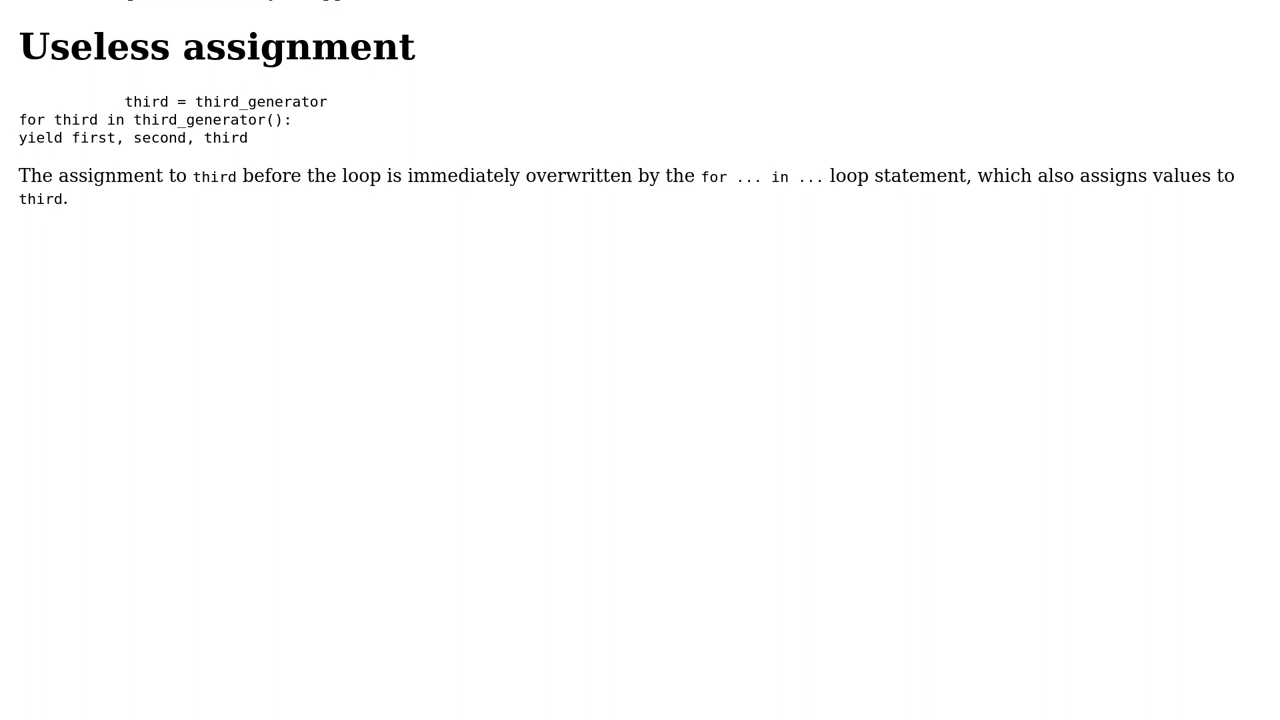 Useless assignment
third = third_generator
for third in third_generator():
yield first, second, third
The assignment to third before the loop is immediately overwritten by the for ... in ... loop statement, which also assigns values to
third.